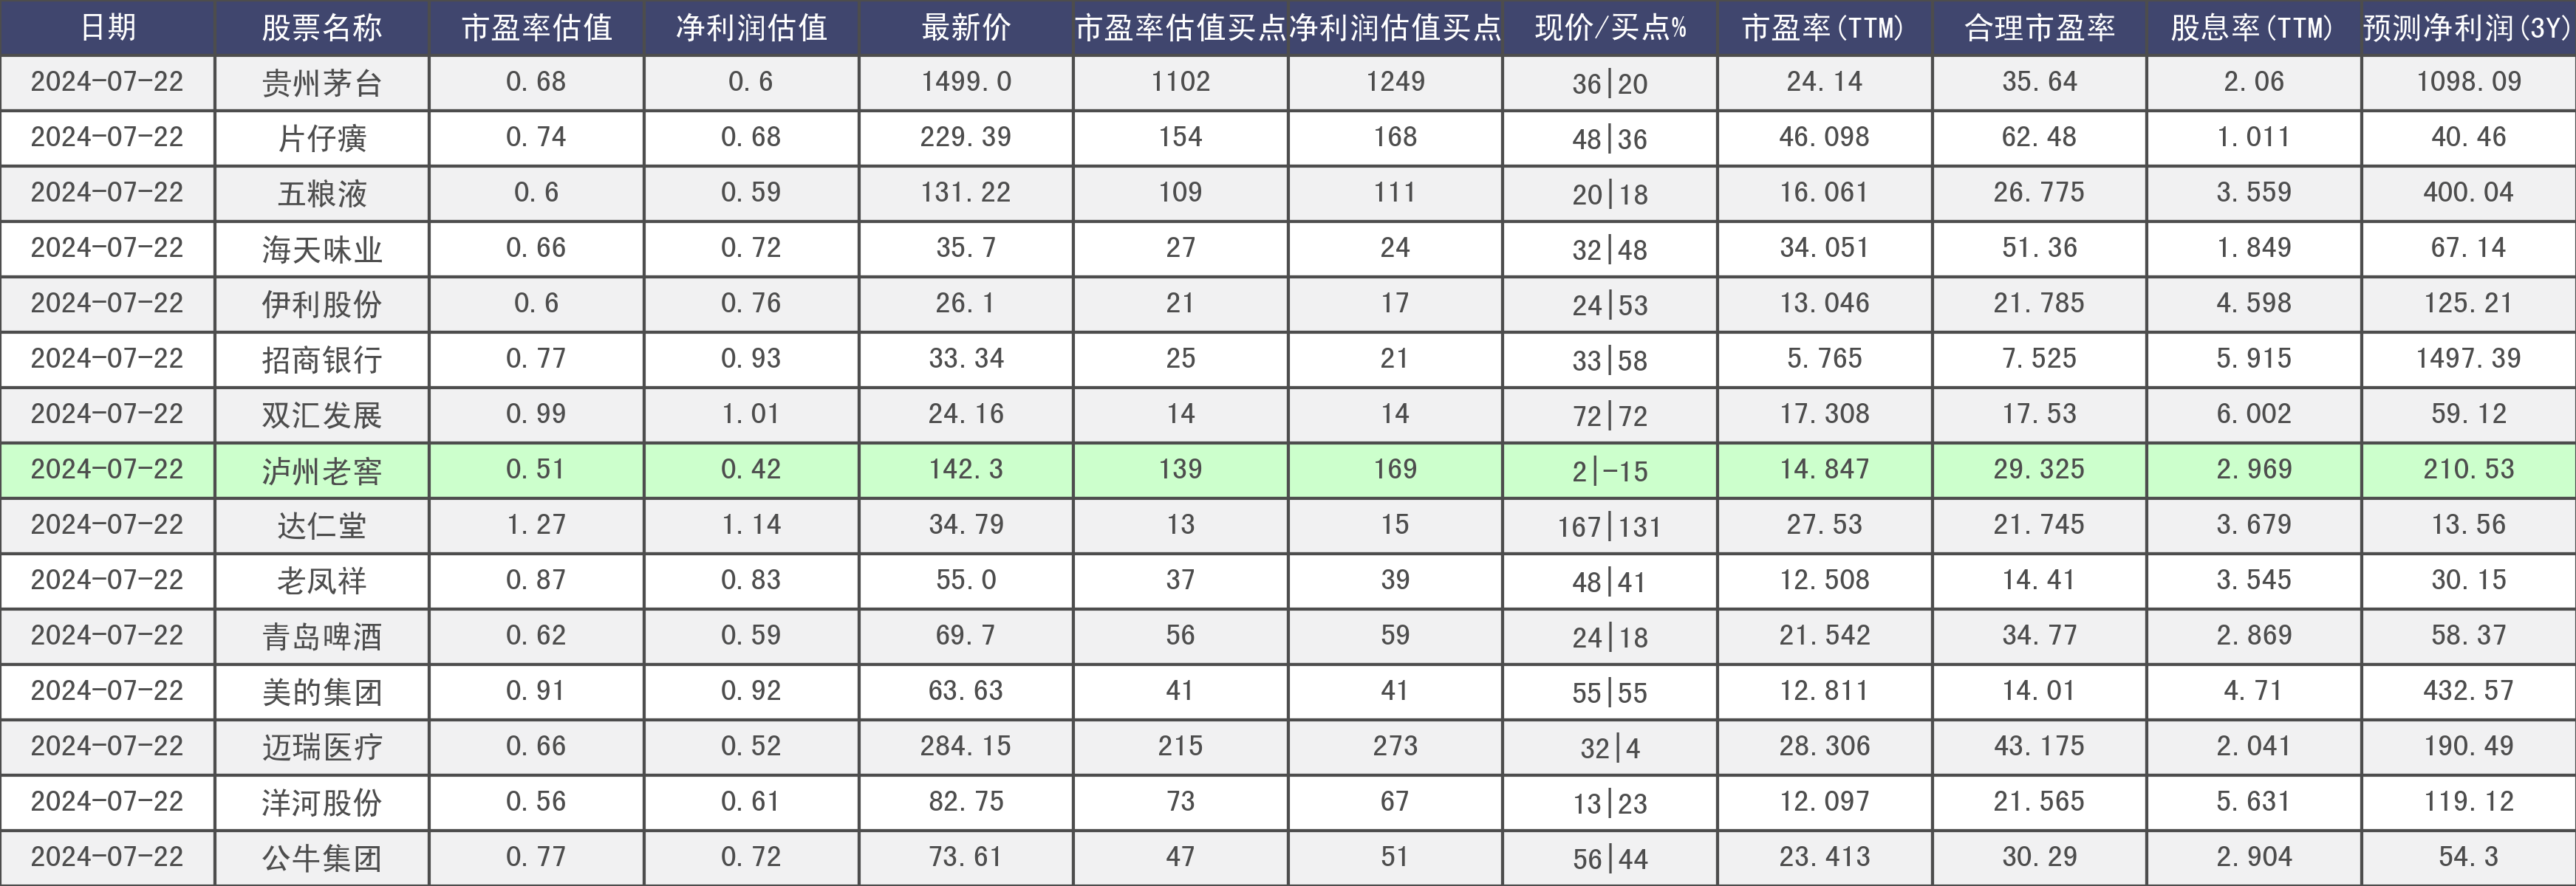 日期 股票名称 市盈率估值 净利润估值 最新价 市盈率估值买点 净利润估值买点 现价/买点% 市盈率(TTM) 合理市盈率 股息率(TTM) 预测净利润(3Y)
2024-07-22 贵州茅台 0.68 0.6 1499.0 1102 1249 36|20 24.14 35.64 2.06 1098.09
2024-07-22 片仔癀 0.74 0.68 229.39 154 168 48|36 46.098 62.48 1.011 40.46
2024-07-22 五粮液 0.6 0.59 131.22 109 111 20|18 16.061 26.775 3.559 400.04
2024-07-22 海天味业 0.66 0.72 35.7 27 24 32|48 34.051 51.36 1.849 67.14
2024-07-22 伊利股份 0.6 0.76 26.1 21 17 24|53 13.046 21.785 4.598 125.21
2024-07-22 招商银行 0.77 0.93 33.34 25 21 33|58 5.765 7.525 5.915 1497.39
2024-07-22 双汇发展 0.99 1.01 24.16 14 14 72|72 17.308 17.53 6.002 59.12
2024-07-22 泸州老窖 0.51 0.42 142.3 139 169 2|-15 14.847 29.325 2.969 210.53
2024-07-22 达仁堂 1.27 1.14 34.79 13 15 167|131 27.53 21.745 3.679 13.56
2024-07-22 老凤祥 0.87 0.83 55.0 37 39 48|41 12.508 14.41 3.545 30.15
2024-07-22 青岛啤酒 0.62 0.59 69.7 56 59 24|18 21.542 34.77 2.869 58.37
2024-07-22 美的集团 0.91 0.92 63.63 41 41 55|55 12.811 14.01 4.71 432.57
2024-07-22 迈瑞医疗 0.66 0.52 284.15 215 273 32|4 28.306 43.175 2.041 190.49
2024-07-22 洋河股份 0.56 0.61 82.75 73 67 13|23 12.097 21.565 5.631 119.12
2024-07-22 公牛集团 0.77 0.72 73.61 47 51 56|44 23.413 30.29 2.904 54.3